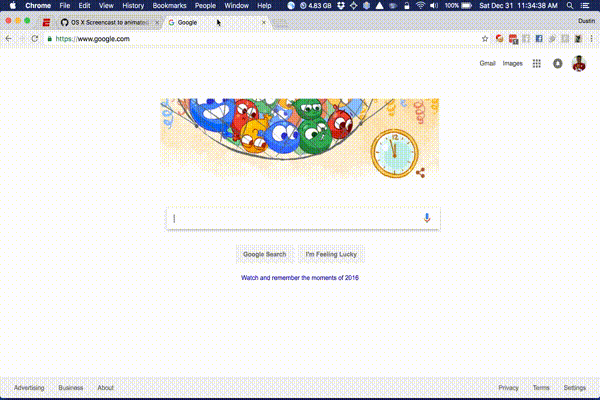 Chrome File Edit View History Bookmarks People Window Help 4.83 GB 100% Sat Dec 31 11:34:38 AM
OS X Screencast to animated Google Dustin
https://www.google.com
Gmail Images
12
Google Search I'm Feeling Lucky
Watch and remember the moments of 2016
Advertising Business About Privacy Terms Settings